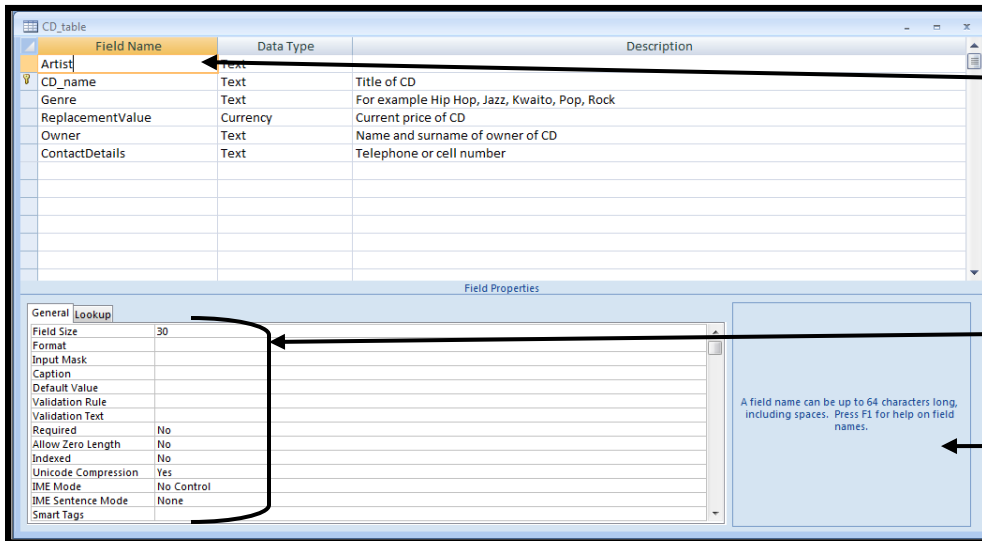 CD_table
Field Name Data Type Description
Artist Text
CD_name Text Title of CD
Genre Text For example Hip Hop, Jazz, Kwaito, Pop, Rock
ReplacementValue Currency Current price of CD
Owner Text Name and surname of owner of CD
ContactDetails Text Telephone or cell number
Field Properties
General Lookup
Field Size 30
Format
Input Mask
Caption
Default Value
Validation Rule
Validation Text
Required No
Allow Zero Length No
Indexed No
Unicode Compression Yes
IME Mode No Control
IME Sentence Mode None
Smart Tags
A field name can be up to 64 characters long,
including spaces. Press F1 for help on field
names.